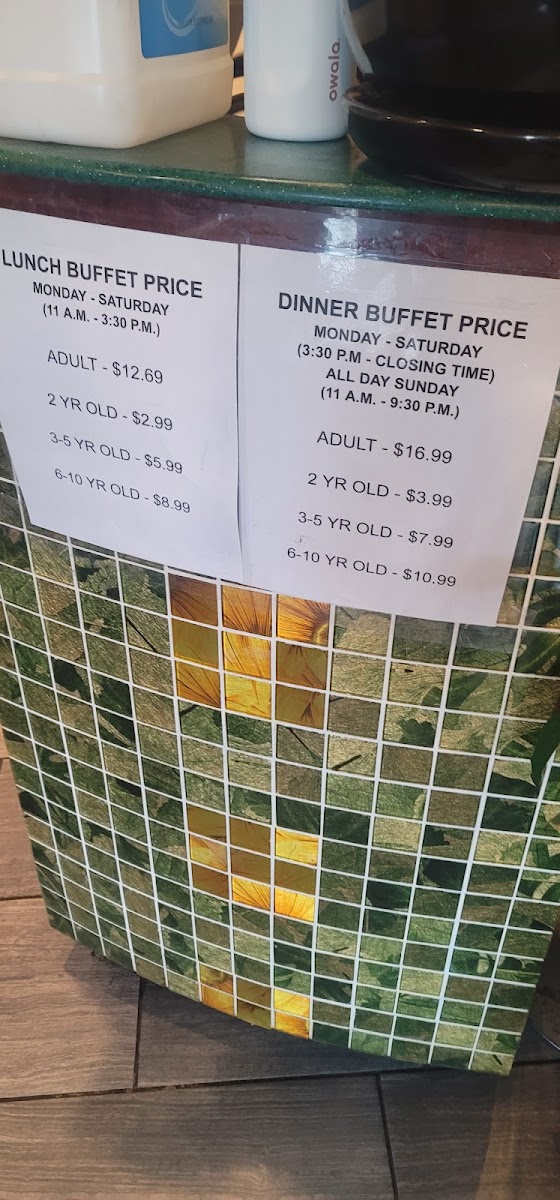 owala
LUNCH BUFFET PRICE
MONDAY - SATURDAY
(11 A.M. - 3:30 P.M.)
ADULT - $12.69
2 YR OLD - $2.99
3-5 YR OLD - $5.99
6-10 YR OLD - $8.99
DINNER BUFFET PRICE
MONDAY - SATURDAY
(3:30 P.M - CLOSING TIME)
ALL DAY SUNDAY
(11 A.M. - 9:30 P.M.)
ADULT - $16.99
2 YR OLD - $3.99
3-5 YR OLD - $7.99
6-10 YR OLD - $10.99